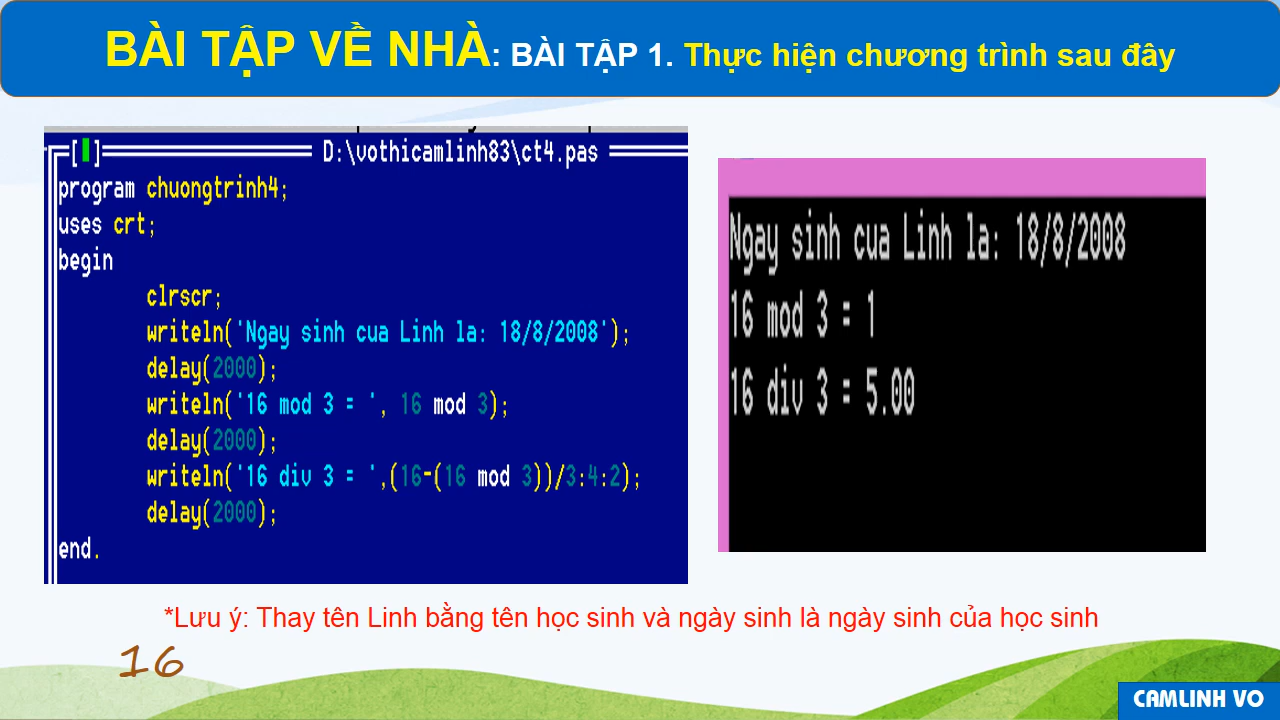 BÀI TẬP VỀ NHÀ: BÀI TẬP 1. Thực hiện chương trình sau đây
[ ] D:\vothicamlinh83\ct4.pas
program chuongtrinh4;
uses crt;
begin
clrscr;
writeln('Ngay sinh cua Linh la: 18/8/2008');
delay(2000);
writeln('16 mod 3 = ', 16 mod 3);
delay(2000);
writeln('16 div 3 = ',(16-(16 mod 3))/3:4:2);
delay(2000);
end.
Ngay sinh cua Linh la: 18/8/2008
16 mod 3 = 1
16 div 3 = 5.00
*Lưu ý: Thay tên Linh bằng tên học sinh và ngày sinh là ngày sinh của học sinh
16
CAMLINH VO